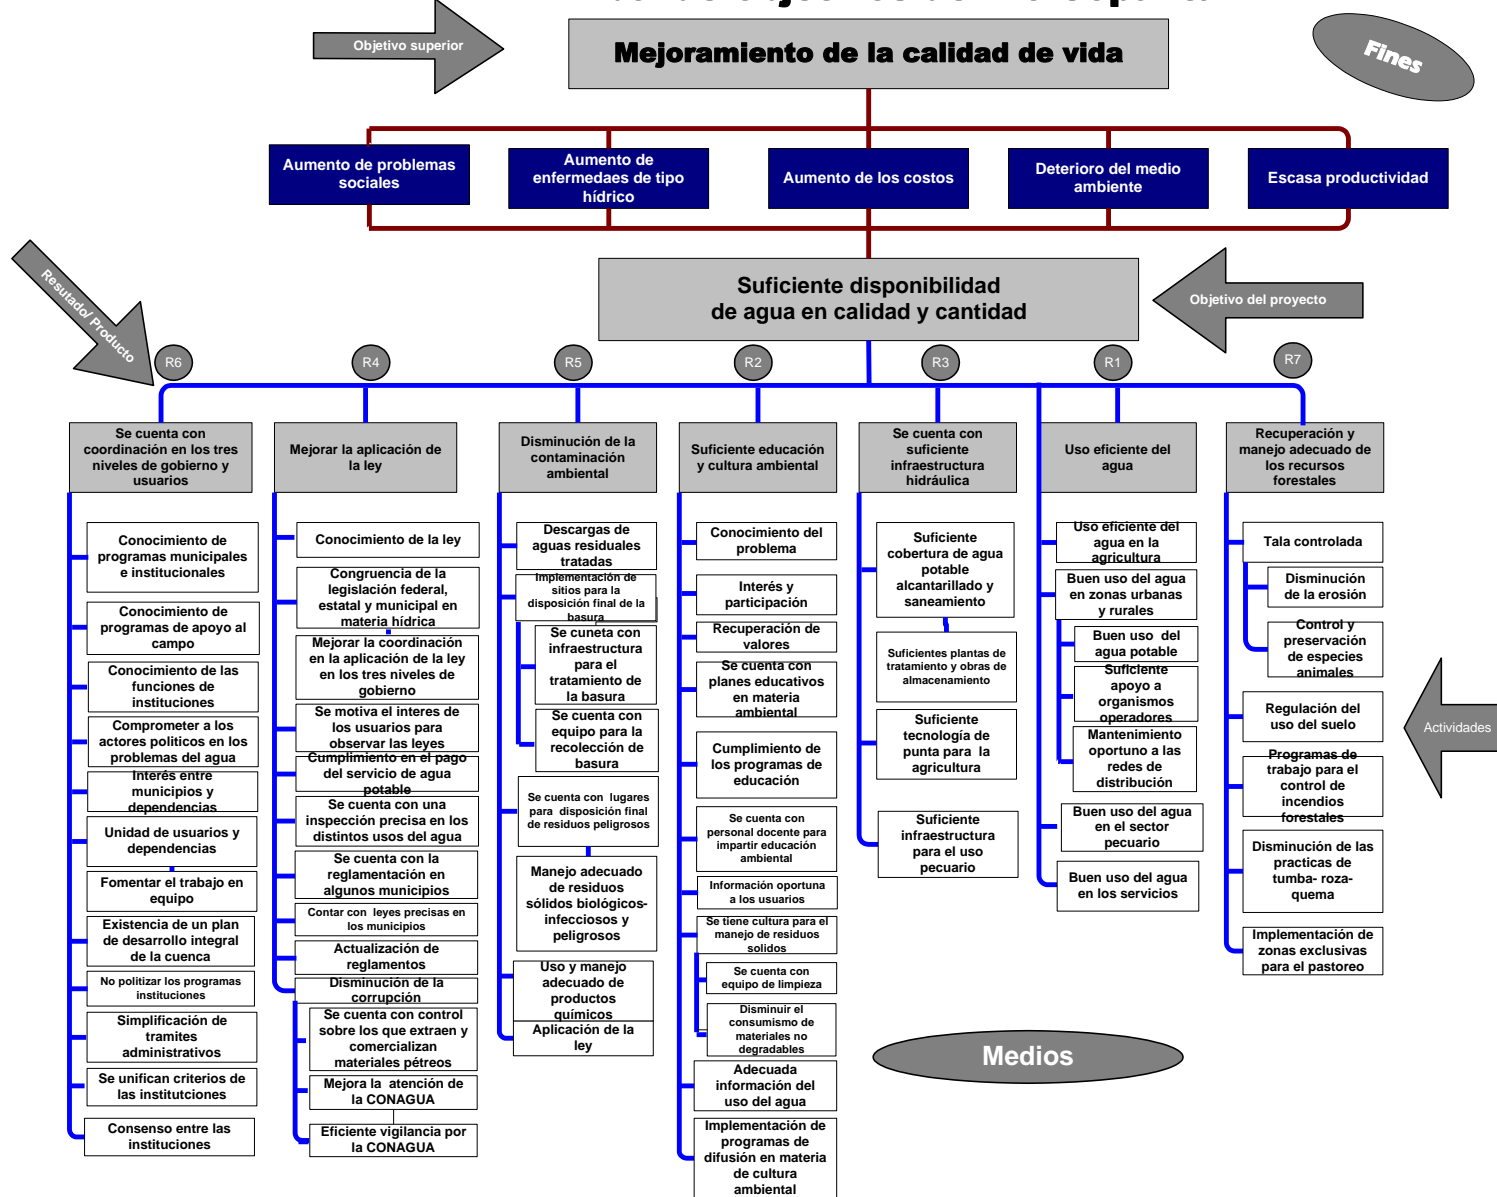 Objetivo superior
Mejoramiento de la calidad de vida
Fines
Aumento de problemas
sociales
Aumento de
enfermedaes de tipo
hídrico
Aumento de los costos
Deterioro del medio
ambiente
Escasa productividad
Resutado/ Producto
Suficiente disponibilidad
de agua en calidad y cantidad
Objetivo del proyecto
R6
R4
R5
R2
R3
R1
R7
Se cuenta con
coordinación en los tres
niveles de gobierno y
usuarios
Conocimiento de
programas municipales
e institucionales
Conocimiento de
programas de apoyo al
campo
Conocimiento de las
funciones de
instituciones
Comprometer a los
actores politicos en los
problemas del agua
Interés entre
municipios y
dependencias
Unidad de usuarios y
dependencias
Fomentar el trabajo en
equipo
Existencia de un plan
de desarrollo integral
de la cuenca
No politizar los programas
instituciones
Simplificación de
tramites
administrativos
Se unifican criterios de
las institutciones
Consenso entre las
instituciones
Mejorar la aplicación de
la ley
Conocimiento de la ley
Congruencia de la
legislación federal,
estatal y municipal en
materia hídrica
Mejorar la coordinación
en la aplicación de la ley
en los tres niveles de
gobierno
Se motiva el interes de
los usuarios para
observar las leyes
Cumplimiento en el pago
del servicio de agua
potable
Se cuenta con una
inspección precisa en los
distintos usos del agua
Se cuenta con la
reglamentación en
algunos municipios
Contar con leyes precisas en
los municipios
Actualización de
reglamentos
Disminución de la
corrupción
Se cuenta con control
sobre los que extraen y
comercializan
materiales pétreos
Mejora la atención de
la CONAGUA
Eficiente vigilancia por
la CONAGUA
Disminución de la
contaminación
ambiental
Descargas de
aguas residuales
tratadas
Implementación de
sitios para la
disposición final de la
basura
Se cuneta con
infraestructura
para el
tratamiento de
la basura
Se cuenta con
equipo para la
recolección de
basura
Se cuenta con lugares
para disposición final
de residuos peligrosos
Manejo adecuado
de residuos
sólidos biológicos-
infecciosos y
peligrosos
Uso y manejo
adecuado de
productos
químicos
Aplicación de la
ley
Suficiente educación
y cultura ambiental
Conocimiento del
problema
Interés y
participación
Recuperación de
valores
Se cuenta con
planes educativos
en materia
ambiental
Cumplimiento de
los programas de
educación
Se cuenta con
personal docente para
impartir educación
ambiental
Información oportuna
a los usuarios
Se tiene cultura para el
manejo de residuos
solidos
Se cuenta con
equipo de limpieza
Disminuir el
consumismo de
materiales no
degradables
Adecuada
información del
uso del agua
Implementación de
programas de
difusión en materia
de cultura
ambiental
Se cuenta con
suficiente
infraestructura
hidráulica
Suficiente
cobertura de agua
potable
alcantarillado y
saneamiento
Suficientes plantas de
tratamiento y obras de
almacenamiento
Suficiente
tecnología de
punta para la
agricultura
Suficiente
infraestructura
para el uso
pecuario
Uso eficiente del
agua
Uso eficiente del
agua en la
agricultura
Buen uso del agua
en zonas urbanas
y rurales
Buen uso del
agua potable
Suficiente
apoyo a
organismos
operadores
Mantenimiento
oportuno a las
redes de
distribución
Buen uso del agua
en el sector
pecuario
Buen uso del agua
en los servicios
Recuperación y
manejo adecuado de
los recursos
forestales
Tala controlada
Disminución
de la erosión
Control y
preservación
de especies
animales
Regulación del
uso del suelo
Programas de
trabajo para el
control de
incendios
forestales
Disminución de las
practicas de
tumba- roza-
quema
Implementación de
zonas exclusivas
para el pastoreo
Actividades
Medios